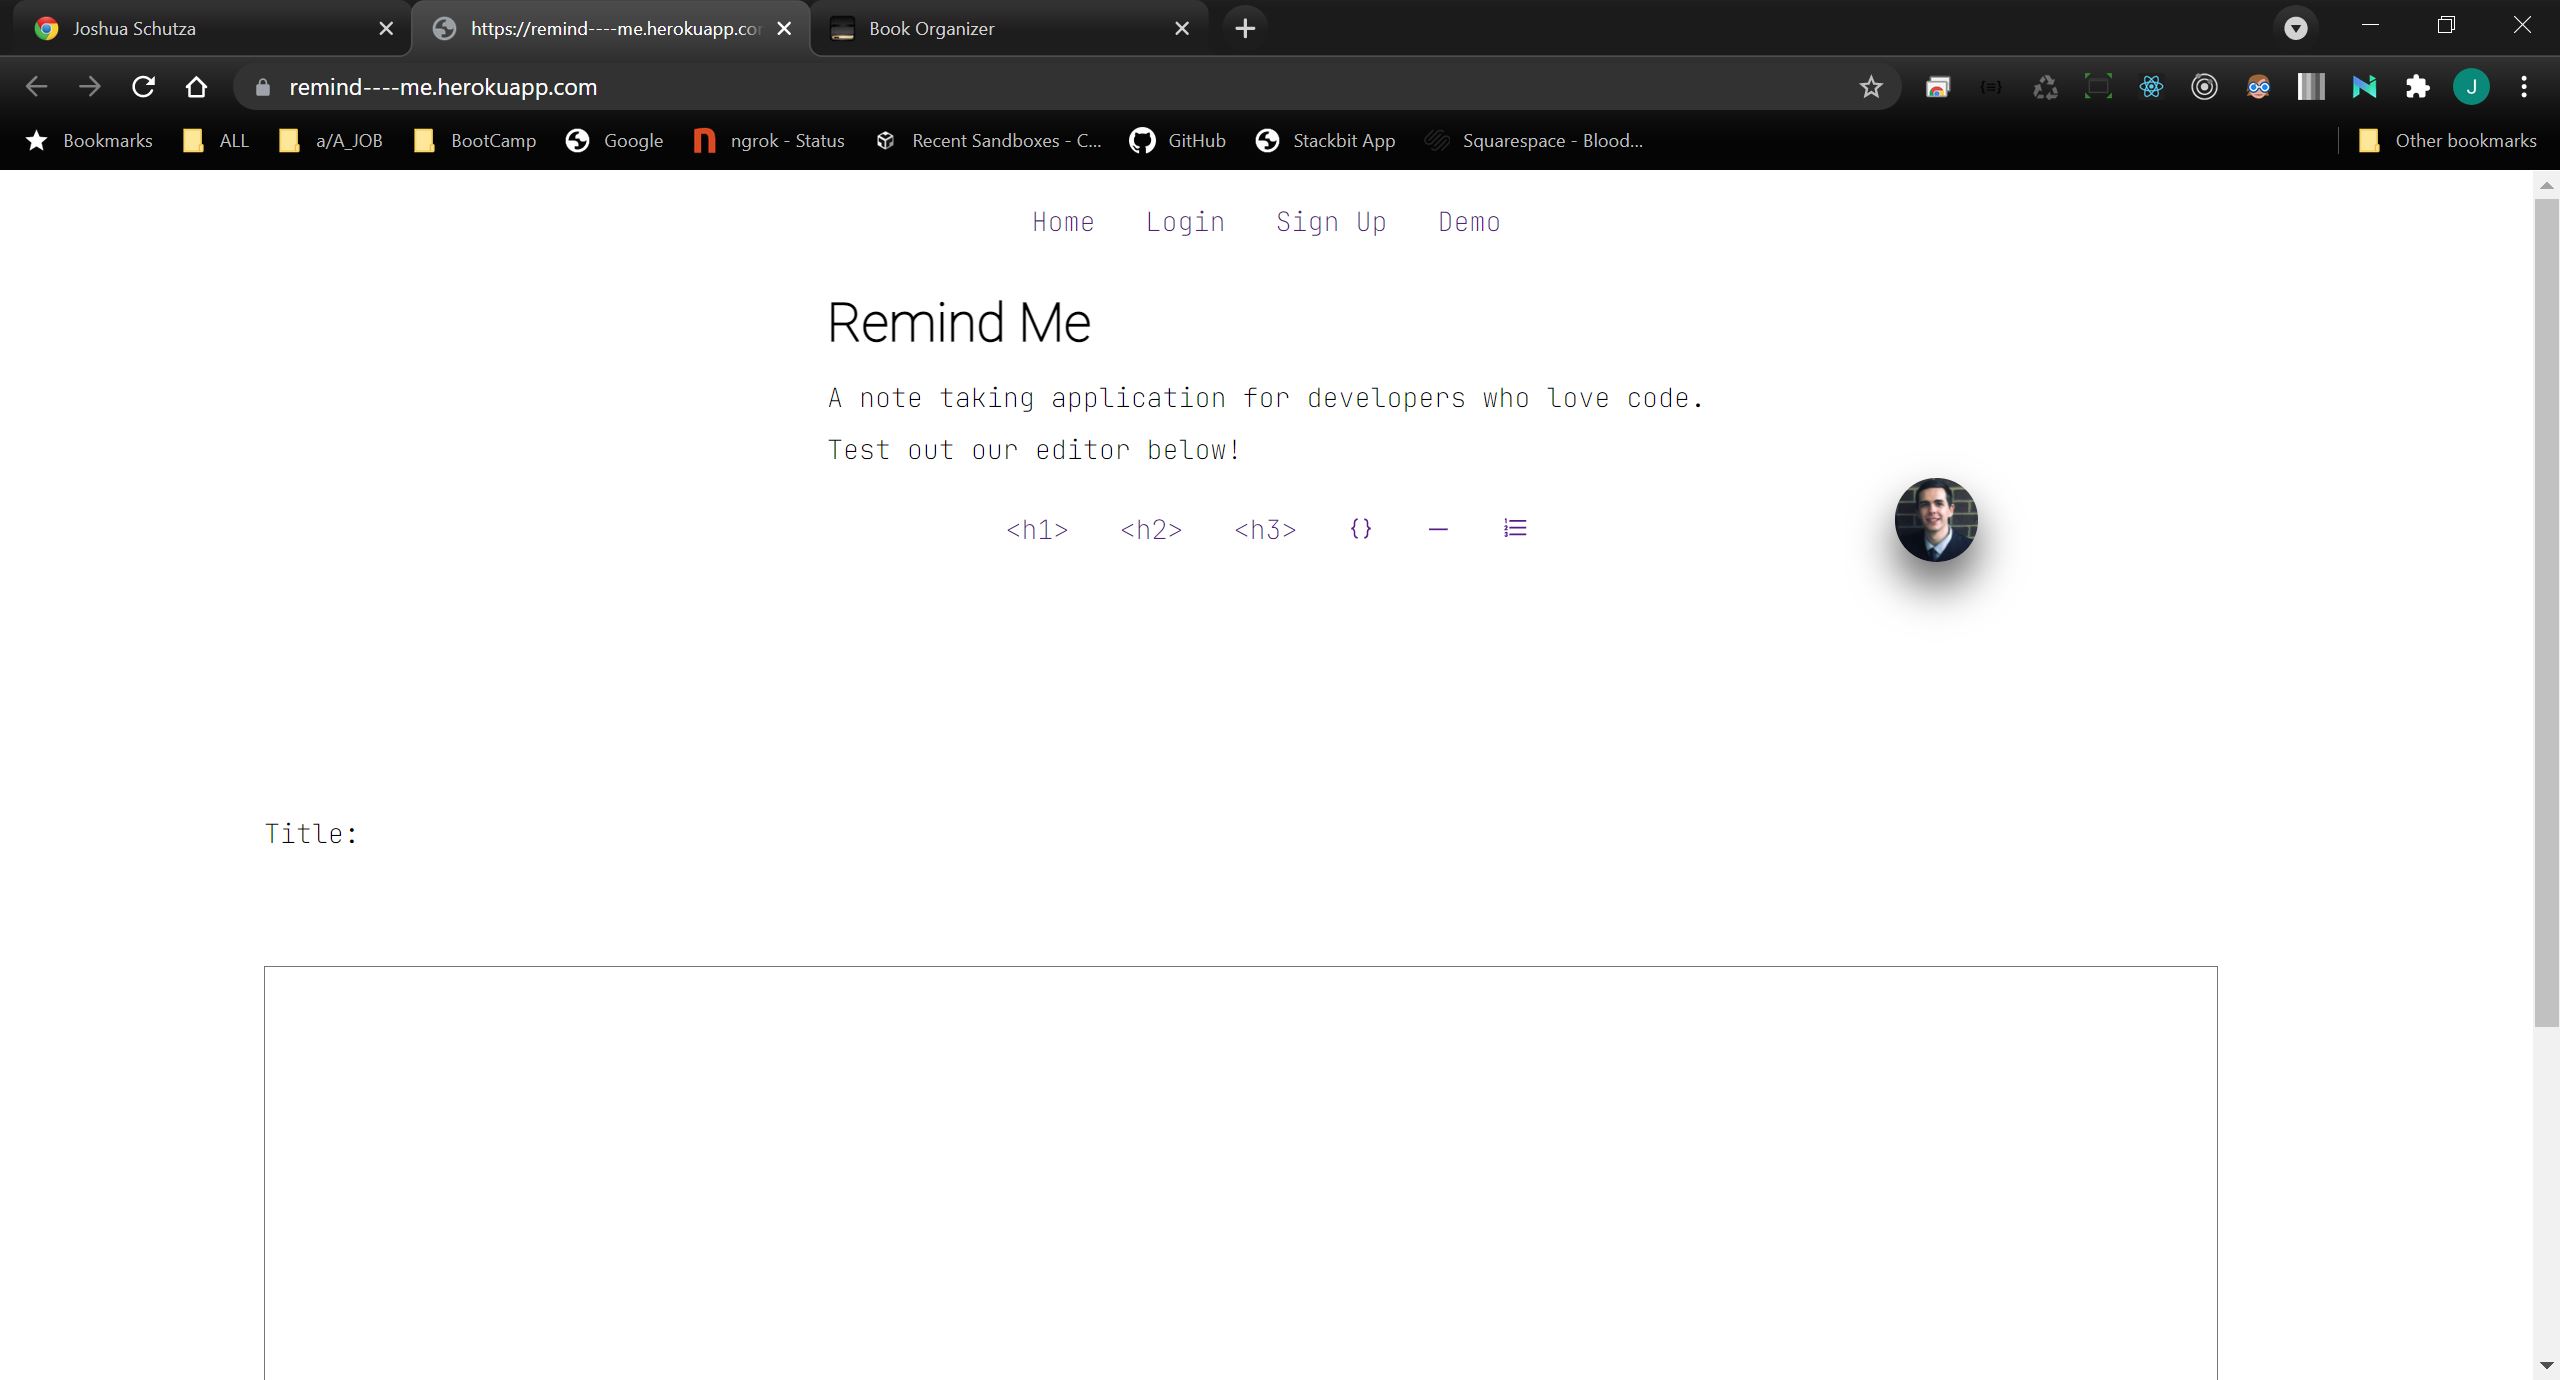 Joshua Schutza
https://remind----me.herokuapp.co
Book Organizer
remind----me.herokuapp.com
J
Bookmarks
ALL
a/A_JOB
BootCamp
Google
ngrok - Status
Recent Sandboxes - C...
GitHub
Stackbit App
Squarespace - Blood...
Other bookmarks
Home Login Sign Up Demo
Remind Me
A note taking application for developers who love code.
Test out our editor below!
<h1> <h2> <h3> {} —
Title: